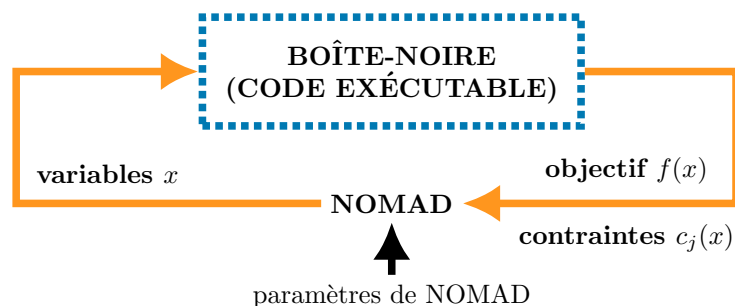 BOÎTE-NOIRE
(CODE EXÉCUTABLE)
variables x
objectif f(x)
NOMAD
contraintes c_j(x)
paramètres de NOMAD